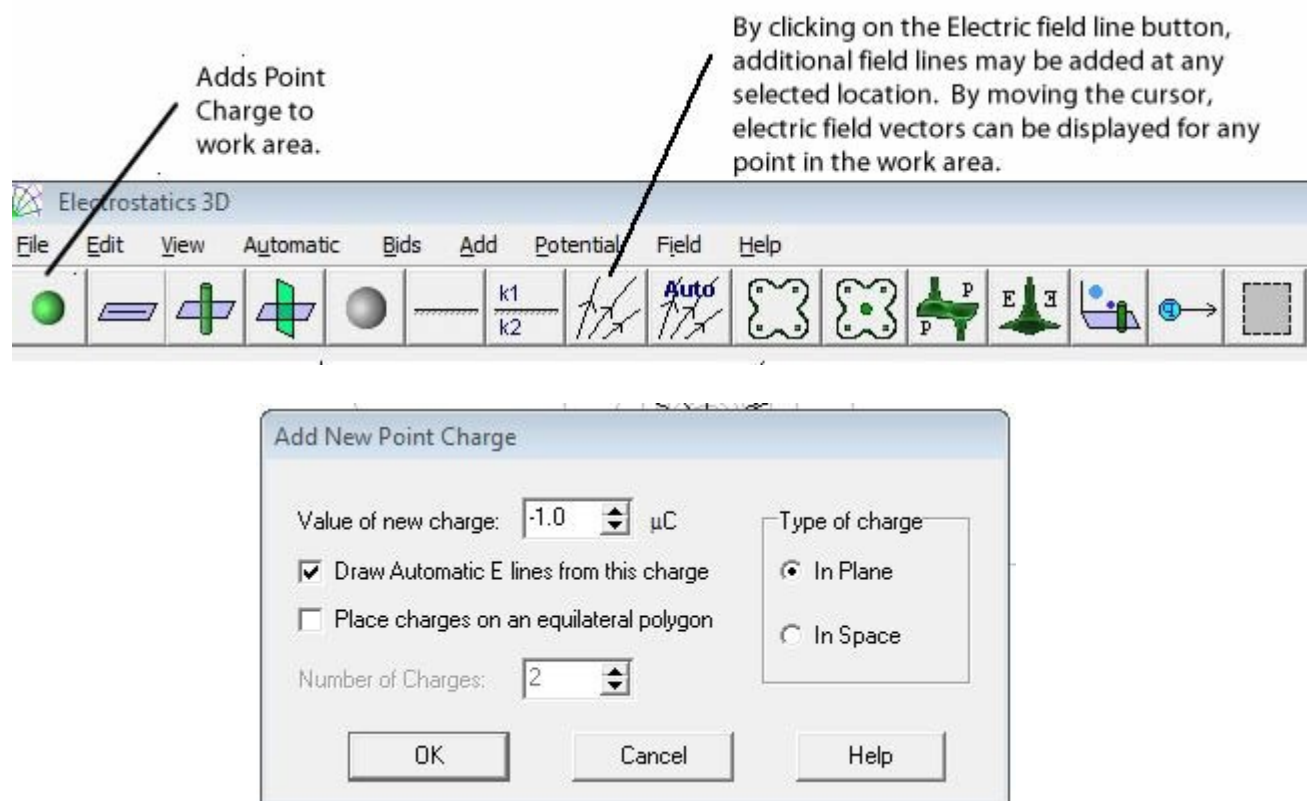 By clicking on the Electric field line button,
additional field lines may be added at any
selected location. By moving the cursor,
electric field vectors can be displayed for any
point in the work area.
Adds Point
Charge to
work area.
Electrostatics 3D
File Edit View Automatic Bids Add Potential Field Help
k1
k2
Auto
P
P
E E
q
Add New Point Charge
Value of new charge: -1.0 µC
Type of charge
Draw Automatic E lines from this charge
In Plane
Place charges on an equilateral polygon
In Space
Number of Charges: 2
OK Cancel Help